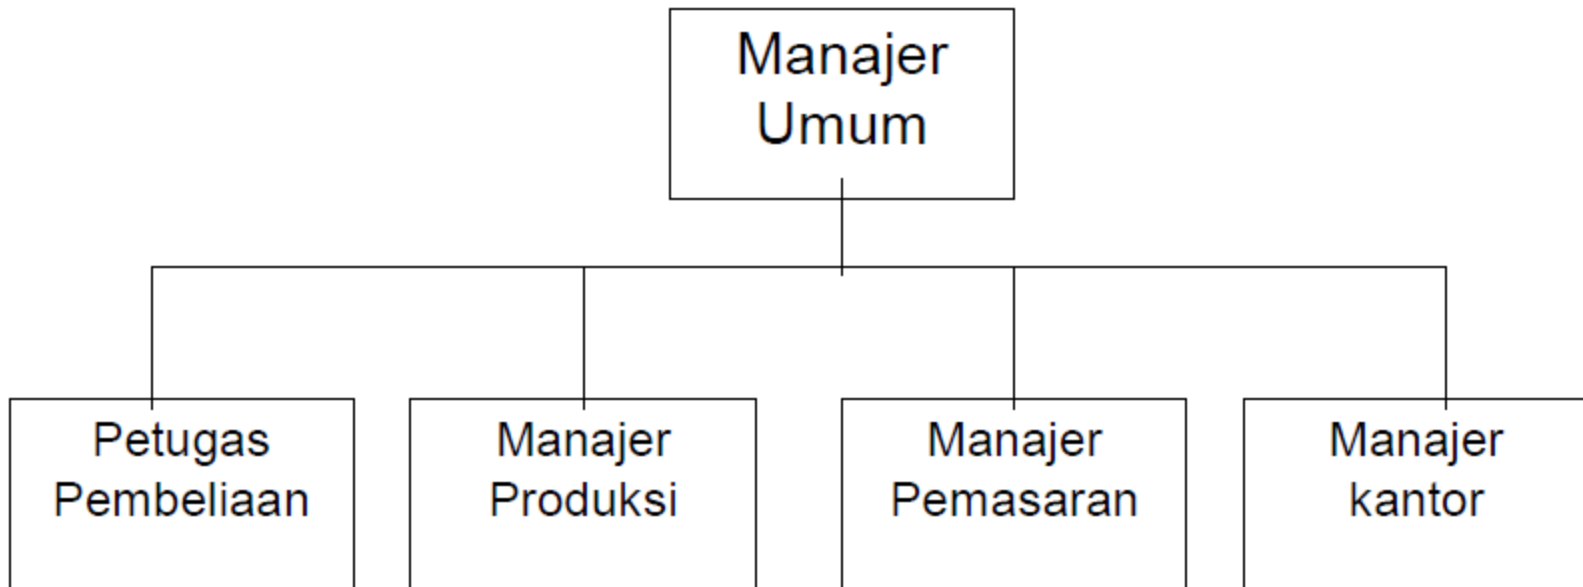 Manajer
Umum
Petugas
Pembeliaan
Manajer
Produksi
Manajer
Pemasaran
Manajer
kantor